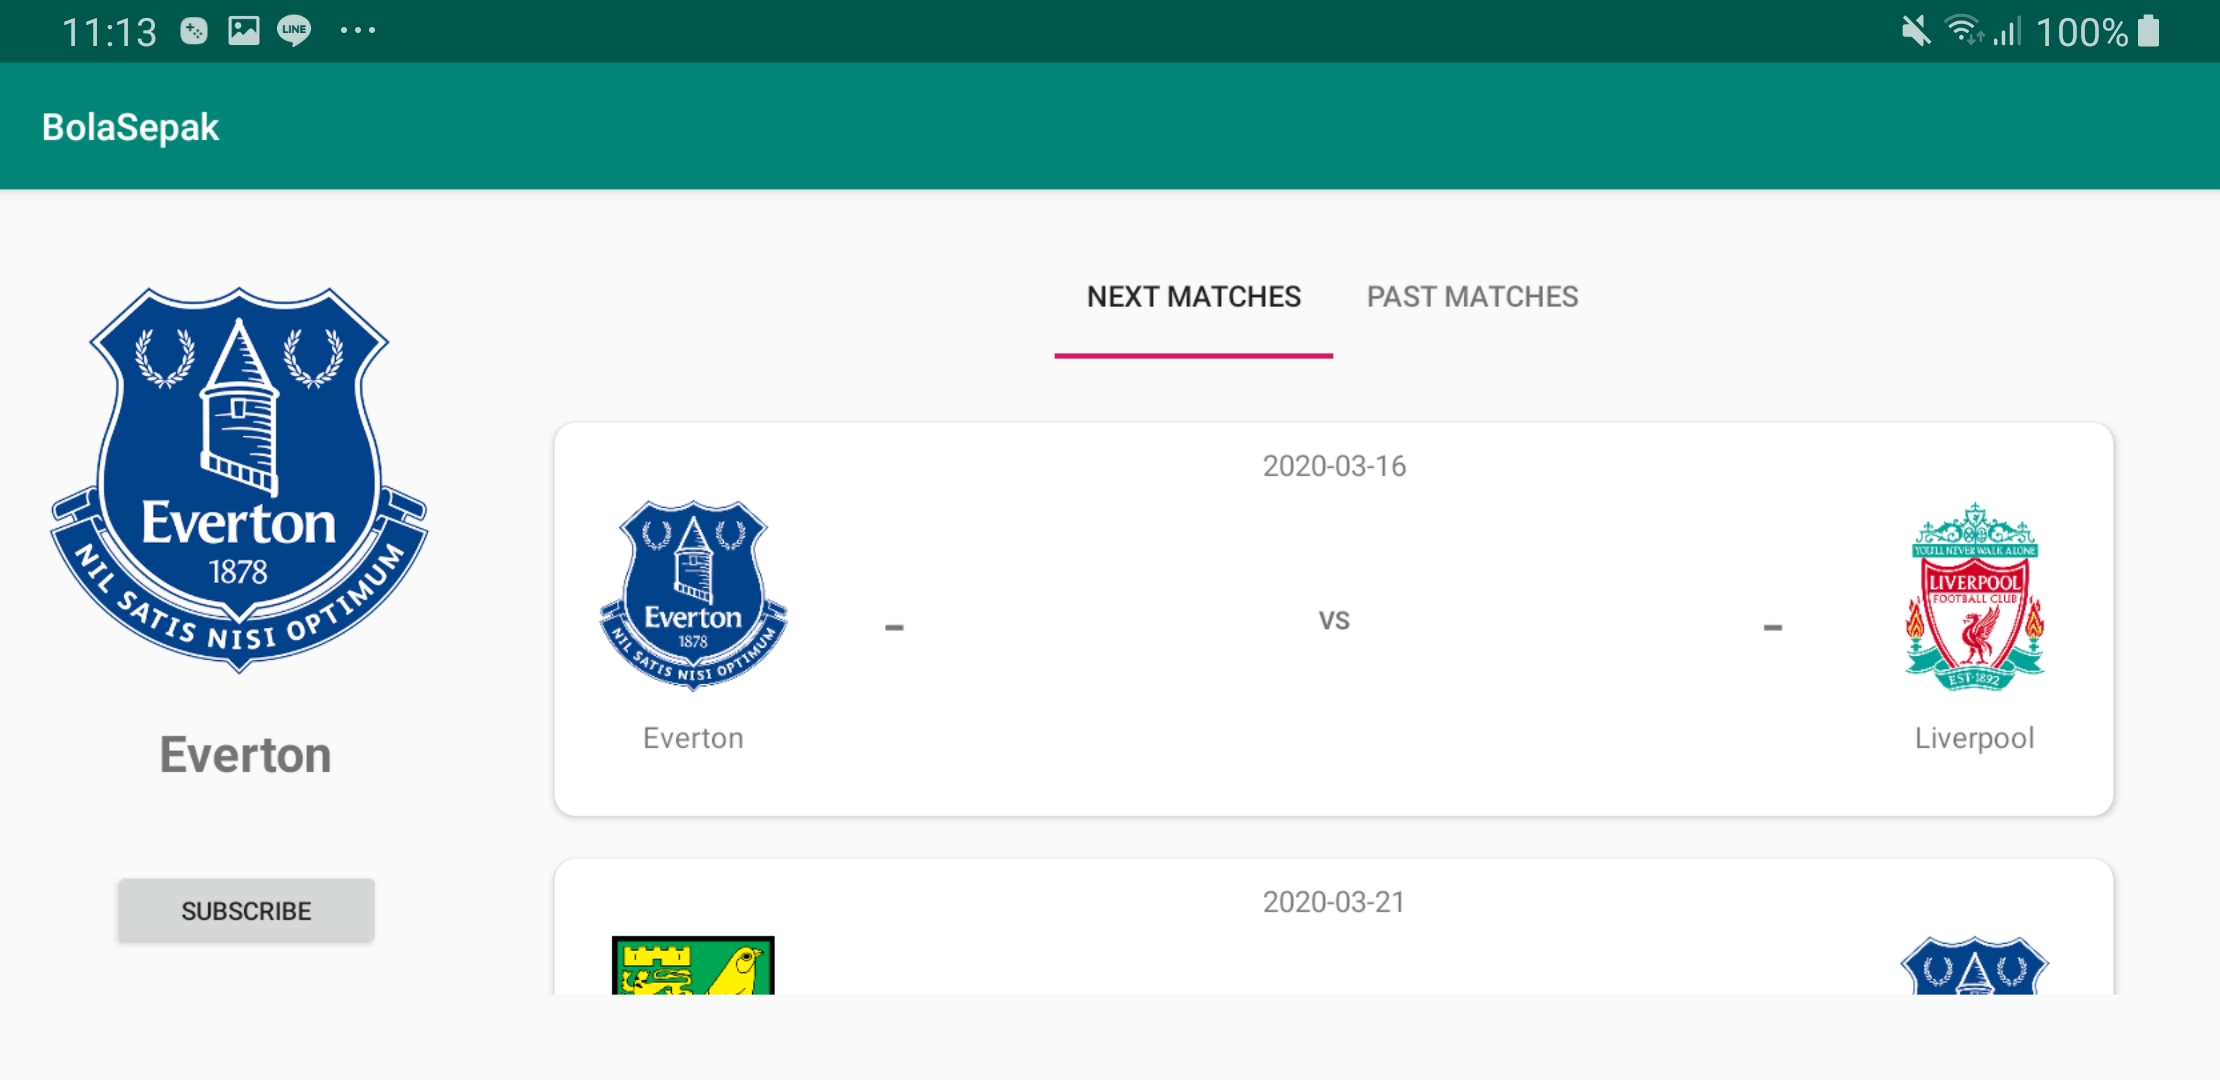 11:13 LINE ... 100%
BolaSepak
Everton
1878
NIL SATIS NISI OPTIMUM
Everton
SUBSCRIBE
NEXT MATCHES PAST MATCHES
2020-03-16
Everton
1878
NIL SATIS NISI OPTIMUM
-
vs
-
YOU'LL NEVER WALK ALONE
LIVERPOOL
FOOTBALL CLUB
EST·1892
Everton
Liverpool
2020-03-21